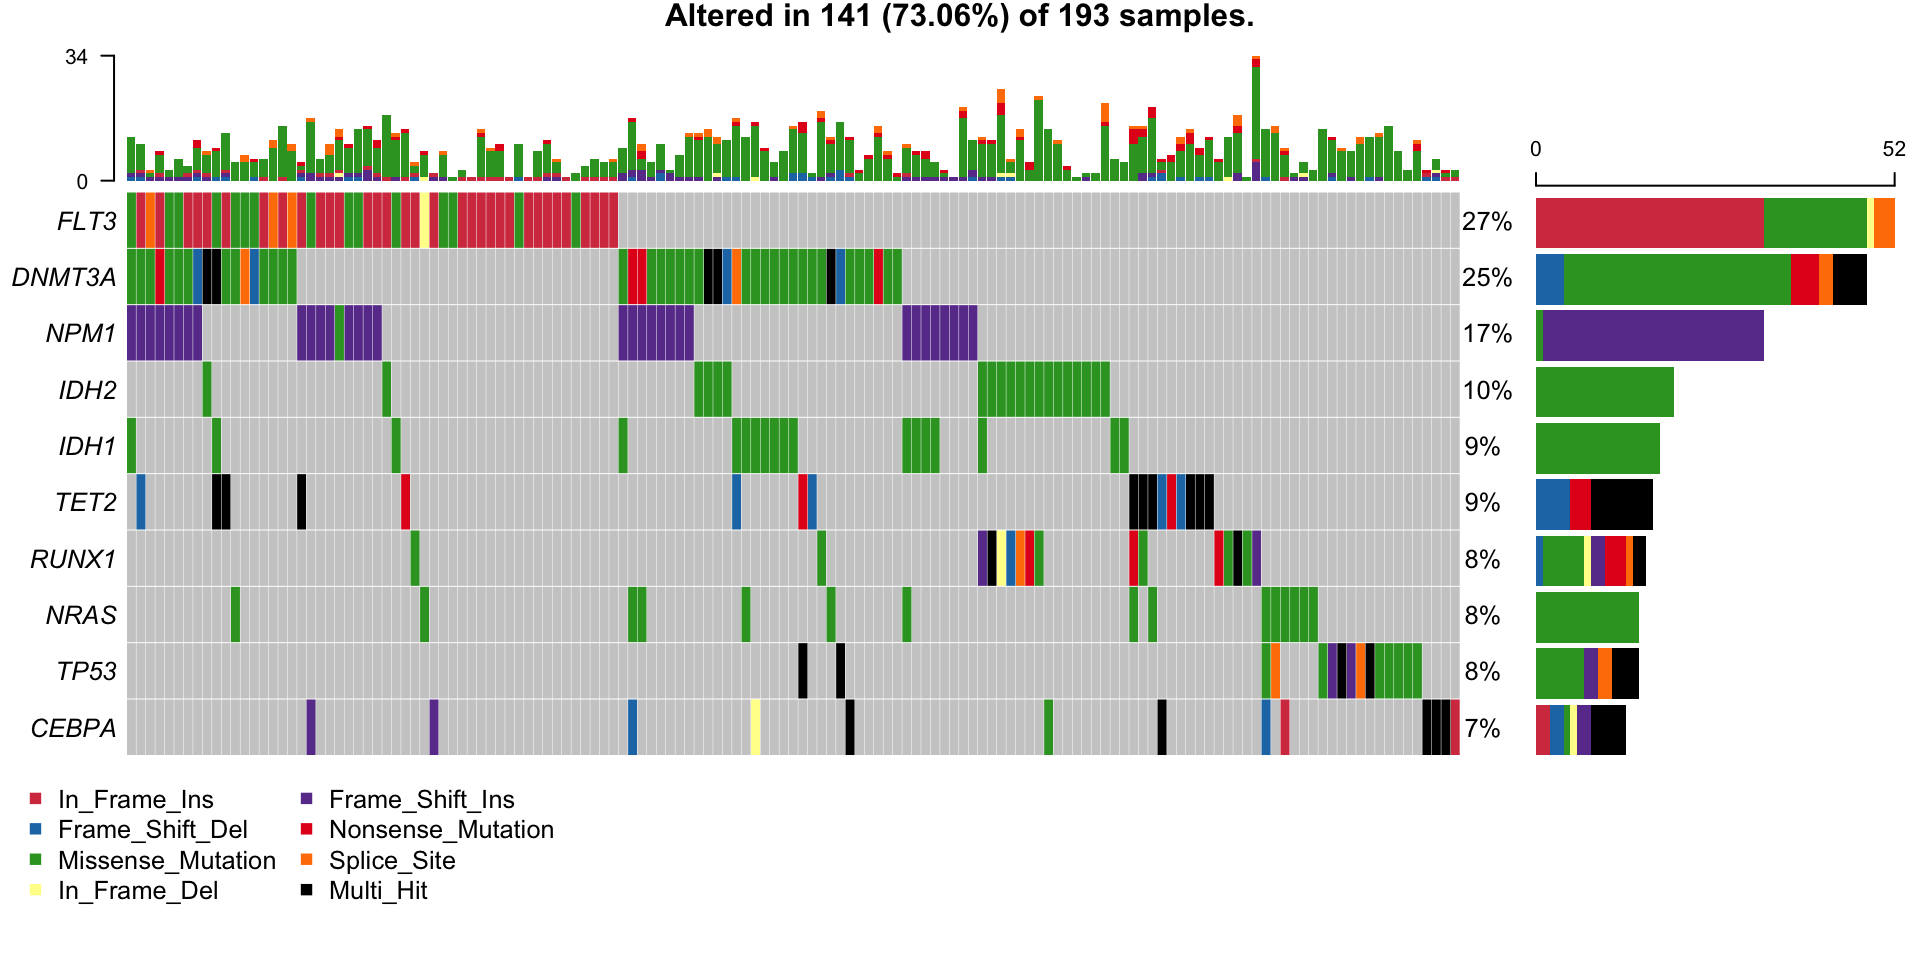 Altered in 141 (73.06%) of 193 samples.
34
0
0 52
FLT3 27%
DNMT3A 25%
NPM1 17%
IDH2 10%
IDH1 9%
TET2 9%
RUNX1 8%
NRAS 8%
TP53 8%
CEBPA 7%
In_Frame_Ins Frame_Shift_Ins
Frame_Shift_Del Nonsense_Mutation
Missense_Mutation Splice_Site
In_Frame_Del Multi_Hit